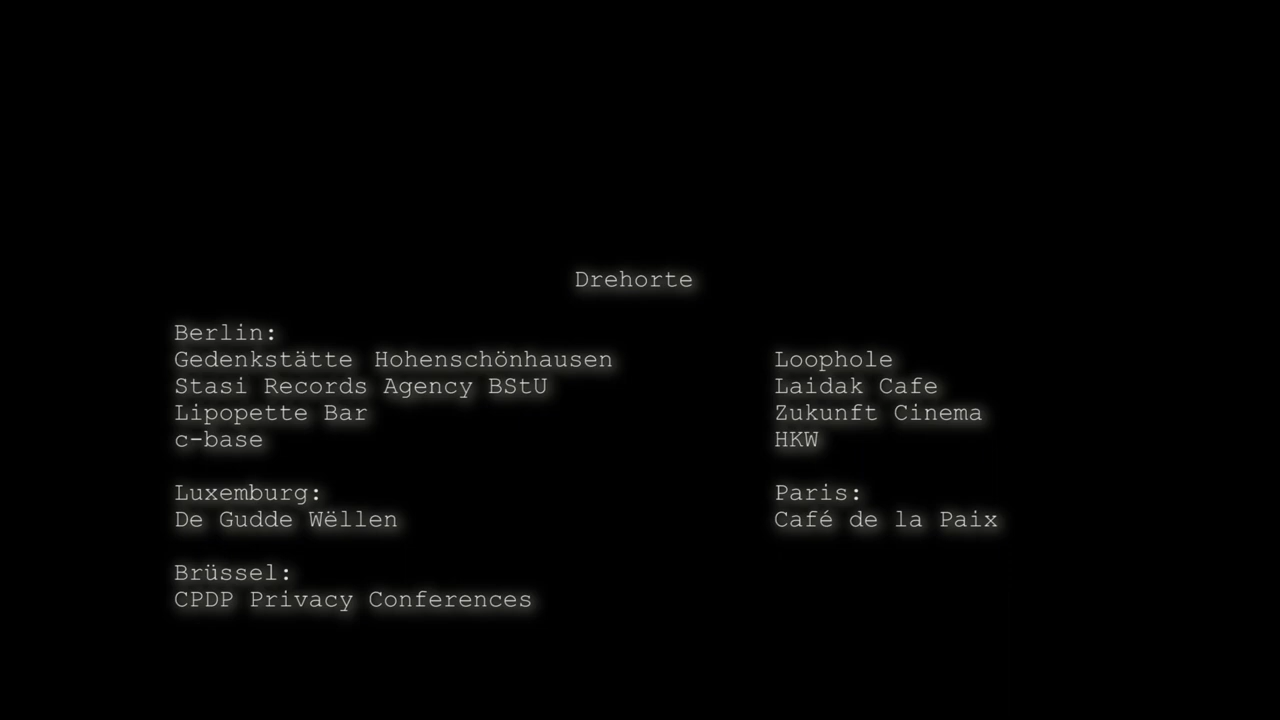 Drehorte
Berlin:
Gedenkstätte Hohenschönhausen
Stasi Records Agency BStU
Lipopette Bar
c-base
Loophole
Laidak Cafe
Zukunft Cinema
HKW
Luxemburg:
De Gudde Wëllen
Paris:
Café de la Paix
Brüssel:
CPDP Privacy Conferences